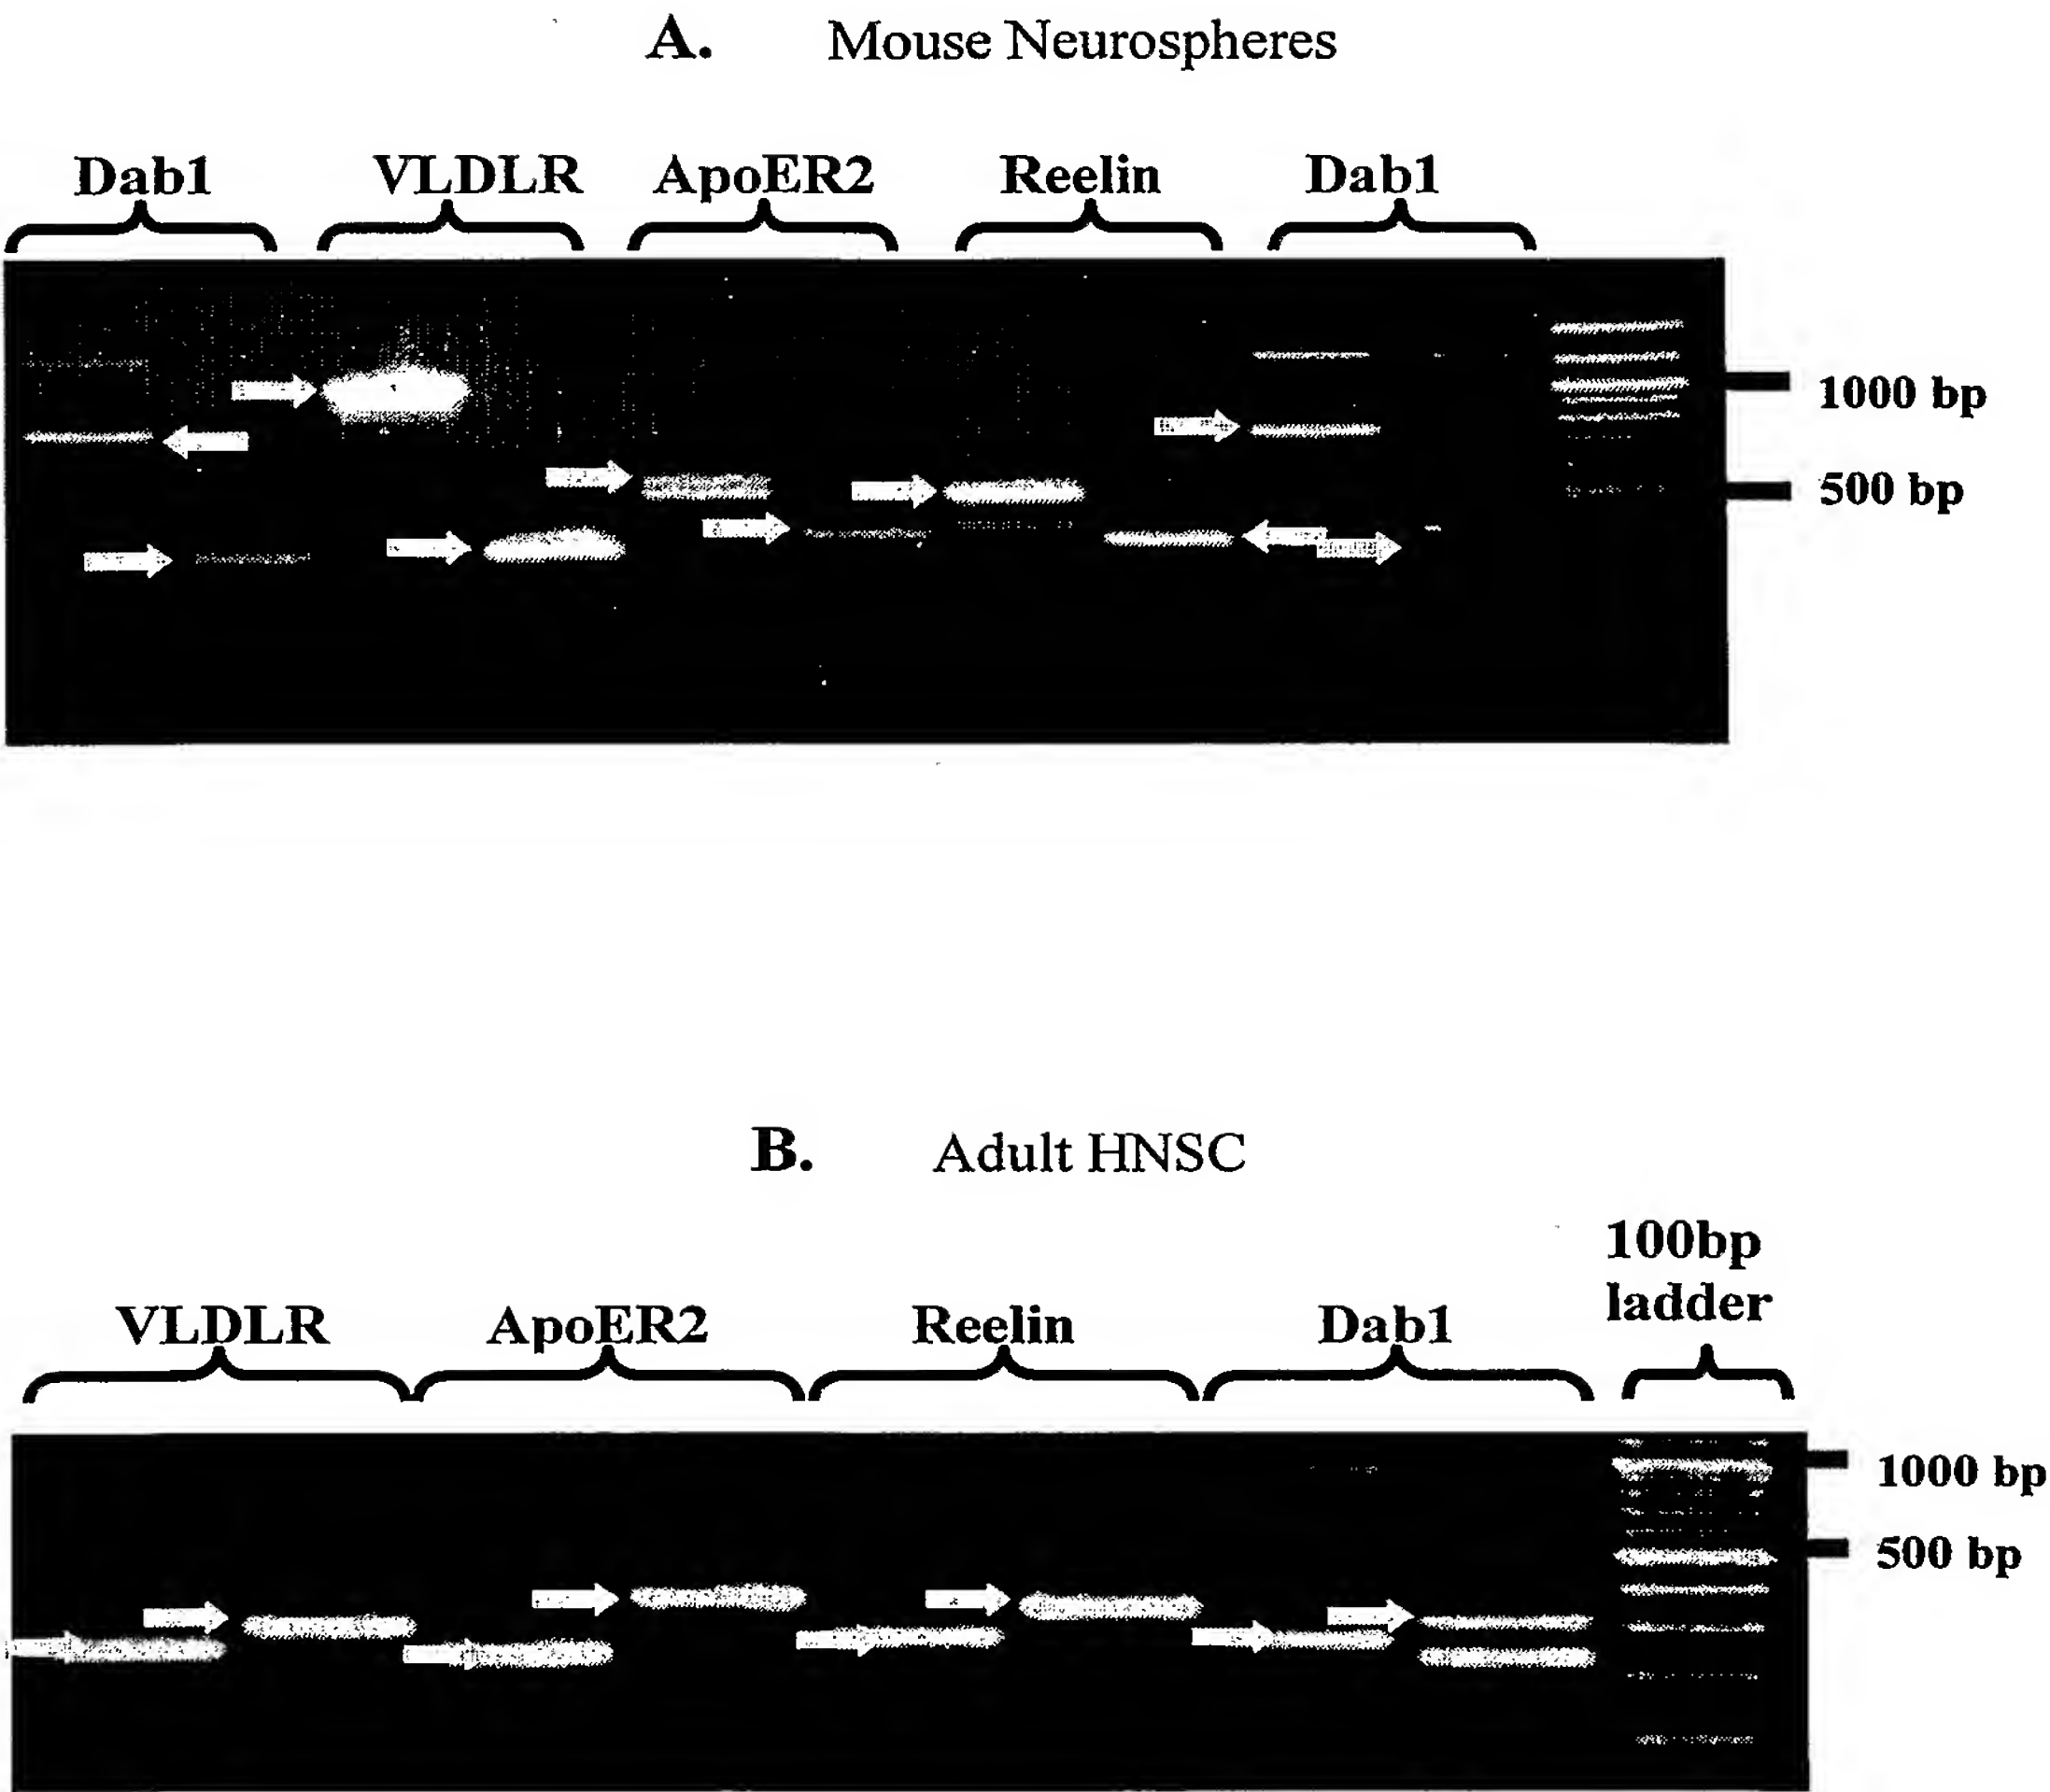 A. Mouse Neurospheres
Dab1 VLDLR ApoER2 Reelin Dab1
1000 bp
500 bp
B. Adult HNSC
100bp
ladder
VLDLR ApoER2 Reelin Dab1
1000 bp
500 bp